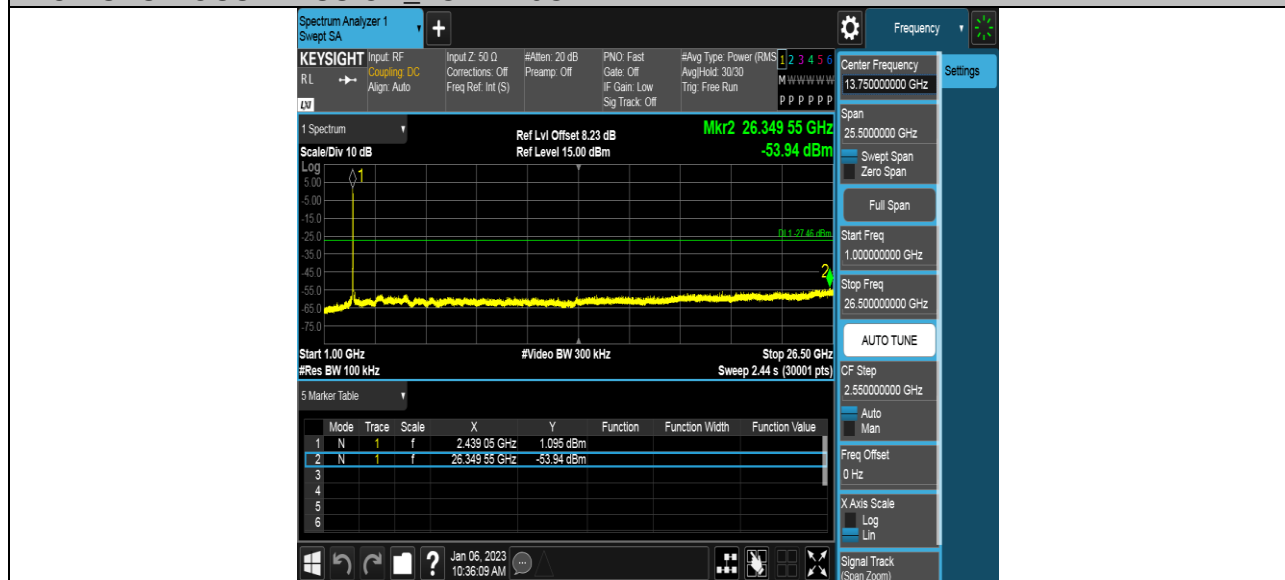 Spectrum Analyzer 1
Swept SA
+
Frequency
KEYSIGHT
RL
LXI
Input: RF
Coupling: DC
Align: Auto
Input Z: 50 Ω
Corrections: Off
Freq Ref: Int (S)
#Atten: 20 dB
Preamp: Off
PNO: Fast
Gate: Off
IF Gain: Low
Sig Track: Off
#Avg Type: Power (RMS
Avg|Hold: 30/30
Trig: Free Run
1 2 3 4 5 6
M W W W W W
P P P P P P
Center Frequency
13.750000000 GHz
Settings
Span
25.5000000 GHz
Swept Span
Zero Span
Full Span
Start Freq
1.000000000 GHz
Stop Freq
26.500000000 GHz
AUTO TUNE
CF Step
2.550000000 GHz
Auto
Man
Freq Offset
0 Hz
X Axis Scale
Log
Lin
Signal Track
(Span Zoom)
1 Spectrum
Scale/Div 10 dB
Ref Lvl Offset 8.23 dB
Ref Level 15.00 dBm
Mkr2 26.349 55 GHz
-53.94 dBm
Log
5.00
-5.00
-15.0
-25.0
-35.0
-45.0
-55.0
-65.0
-75.0
1
DL1 -27.46 dBm
2
Start 1.00 GHz
#Video BW 300 kHz
Stop 26.50 GHz
#Res BW 100 kHz
Sweep 2.44 s (30001 pts)
5 Marker Table
Mode Trace Scale X Y Function Function Width Function Value
1 N 1 f 2.439 05 GHz 1.095 dBm
2 N 1 f 26.349 55 GHz -53.94 dBm
3
4
5
6
?
Jan 06, 2023
10:36:09 AM